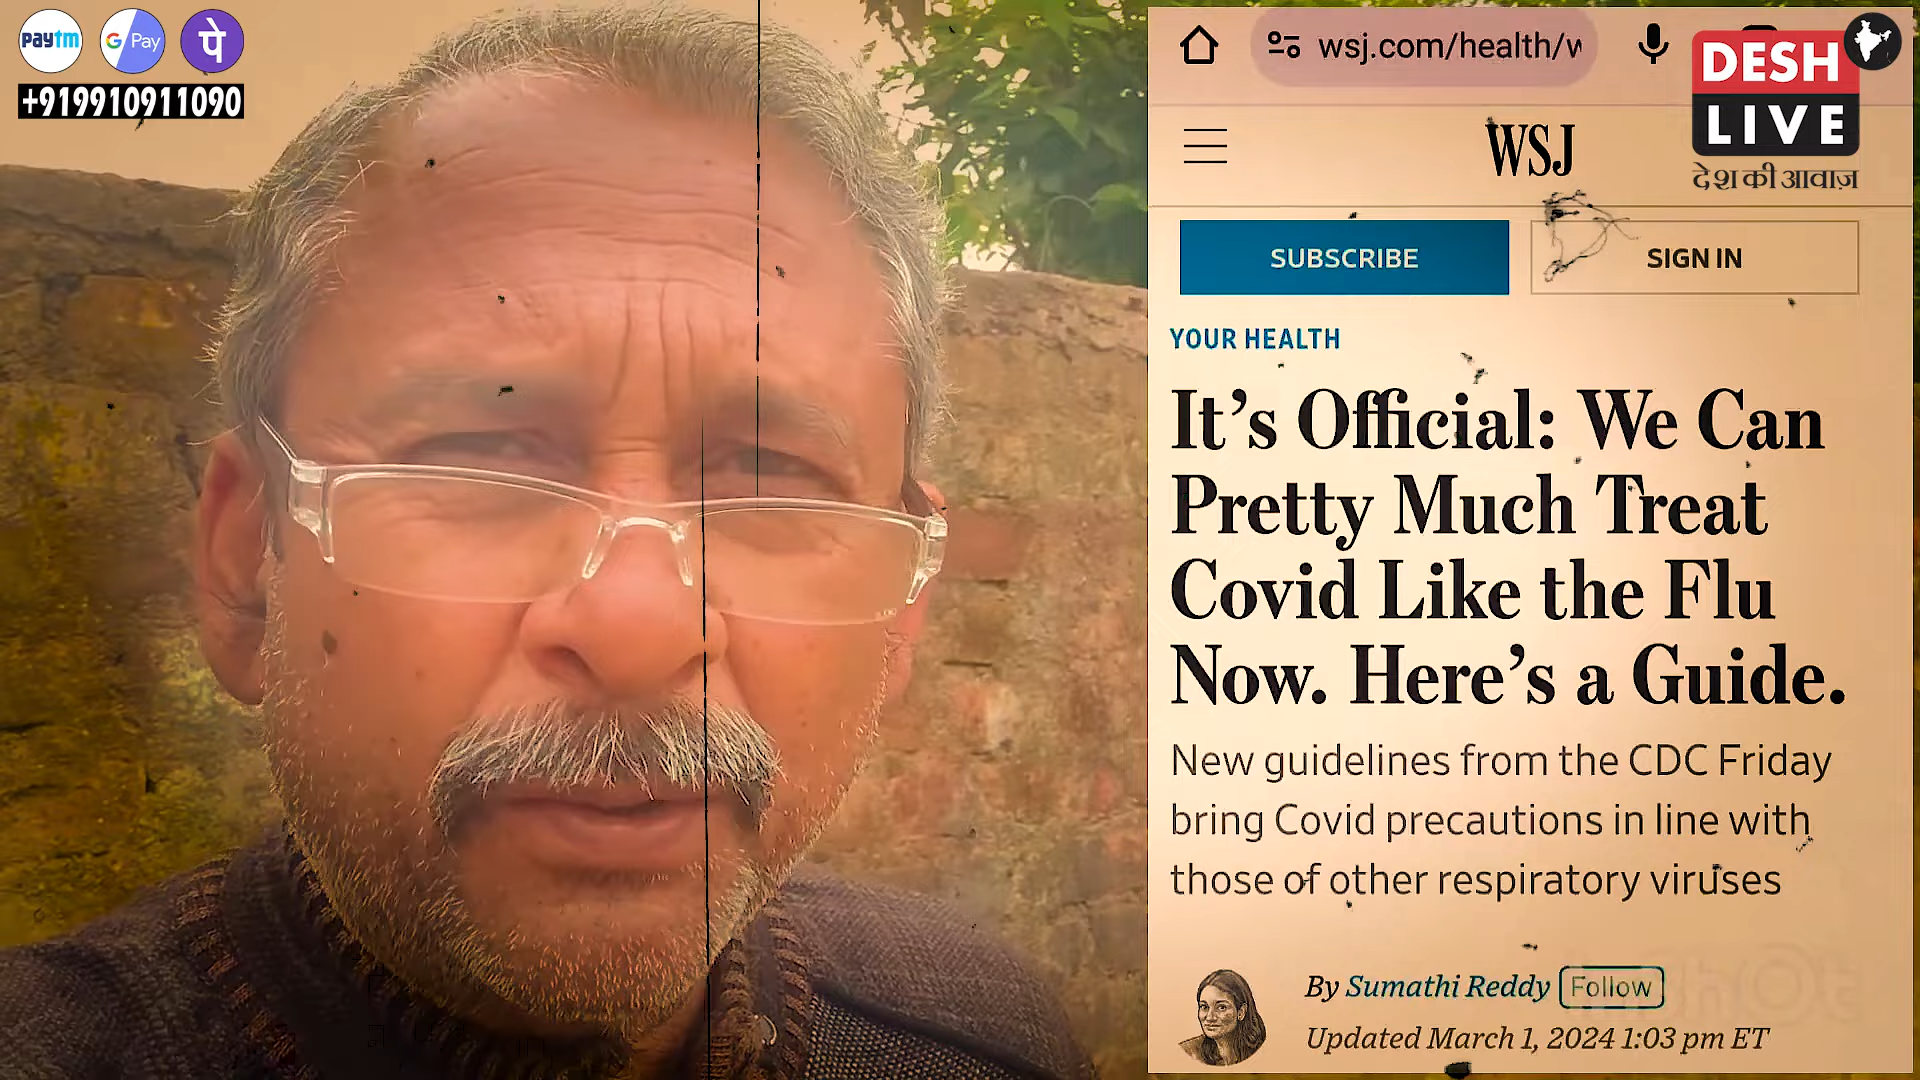 paytm
G Pay
पे
+919910911090
wsj.com/health/w
DESH
LIVE
देश की आवाज़
WSJ
SUBSCRIBE
SIGN IN
YOUR HEALTH
It's Official: We Can
Pretty Much Treat
Covid Like the Flu
Now. Here's a Guide.
New guidelines from the CDC Friday
bring Covid precautions in line with
those of other respiratory viruses
By Sumathi Reddy Follow
Updated March 1, 2024 1:03 pm ET